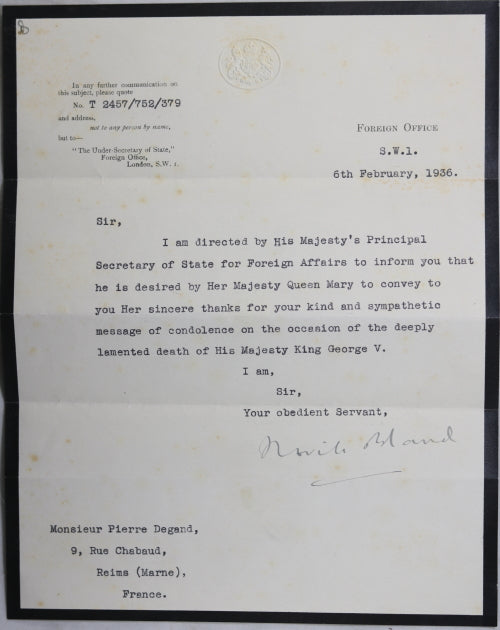 In any further communication on
this subject, please quote
No. T 2457/752/379
and address,
not to any person by name,
but to—
"The Under-Secretary of State,"
Foreign Office,
London, S.W. 1.
FOREIGN OFFICE
S.W.1.
6th February, 1936.
Sir,
I am directed by His Majesty's Principal
Secretary of State for Foreign Affairs to inform you that
he is desired by Her Majesty Queen Mary to convey to
you Her sincere thanks for your kind and sympathetic
message of condolence on the occasion of the deeply
lamented death of His Majesty King George V.
I am,
Sir,
Your obedient Servant,
Nevile Bland
Monsieur Pierre Degand,
9, Rue Chabaud,
Reims (Marne),
France.